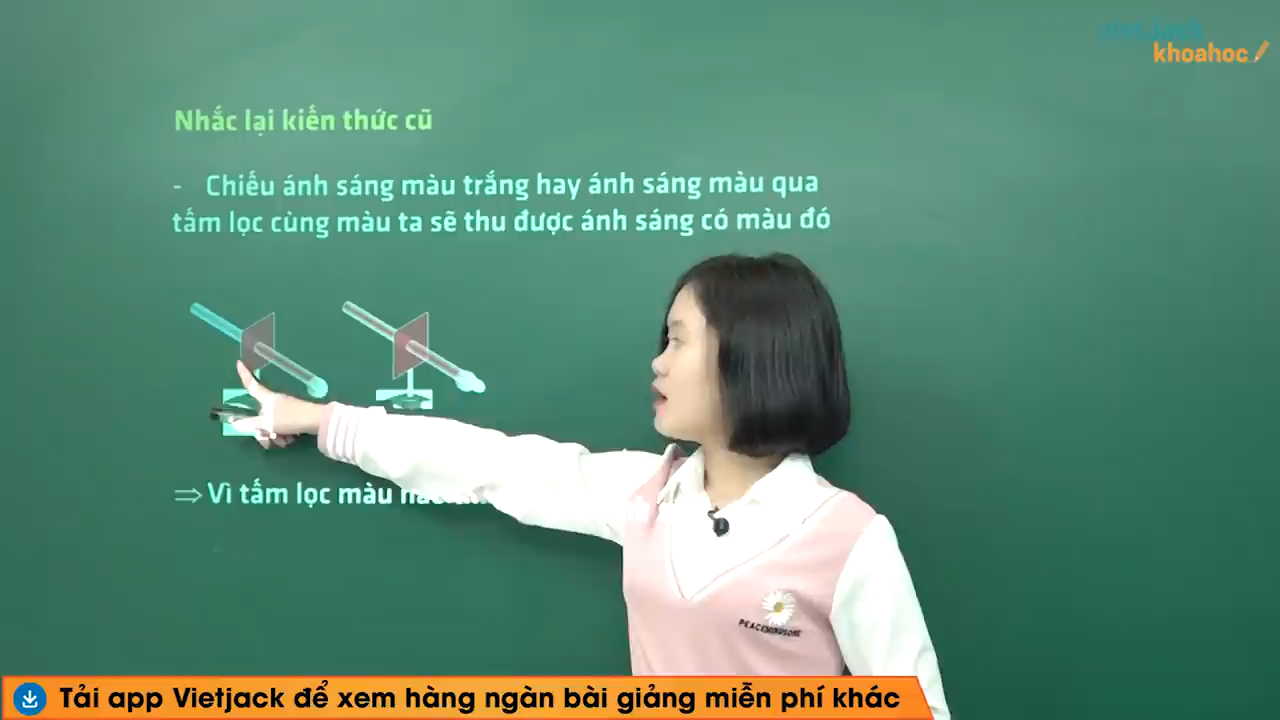 khoahoc
Nhắc lại kiến thức cũ
- Chiếu ánh sáng màu trắng hay ánh sáng màu qua
tấm lọc cùng màu ta sẽ thu được ánh sáng có màu đó
⇒ Vì tấm lọc màu
PEACEMINUSONE
Tải app Vietjack để xem hàng ngàn bài giảng miễn phí khác